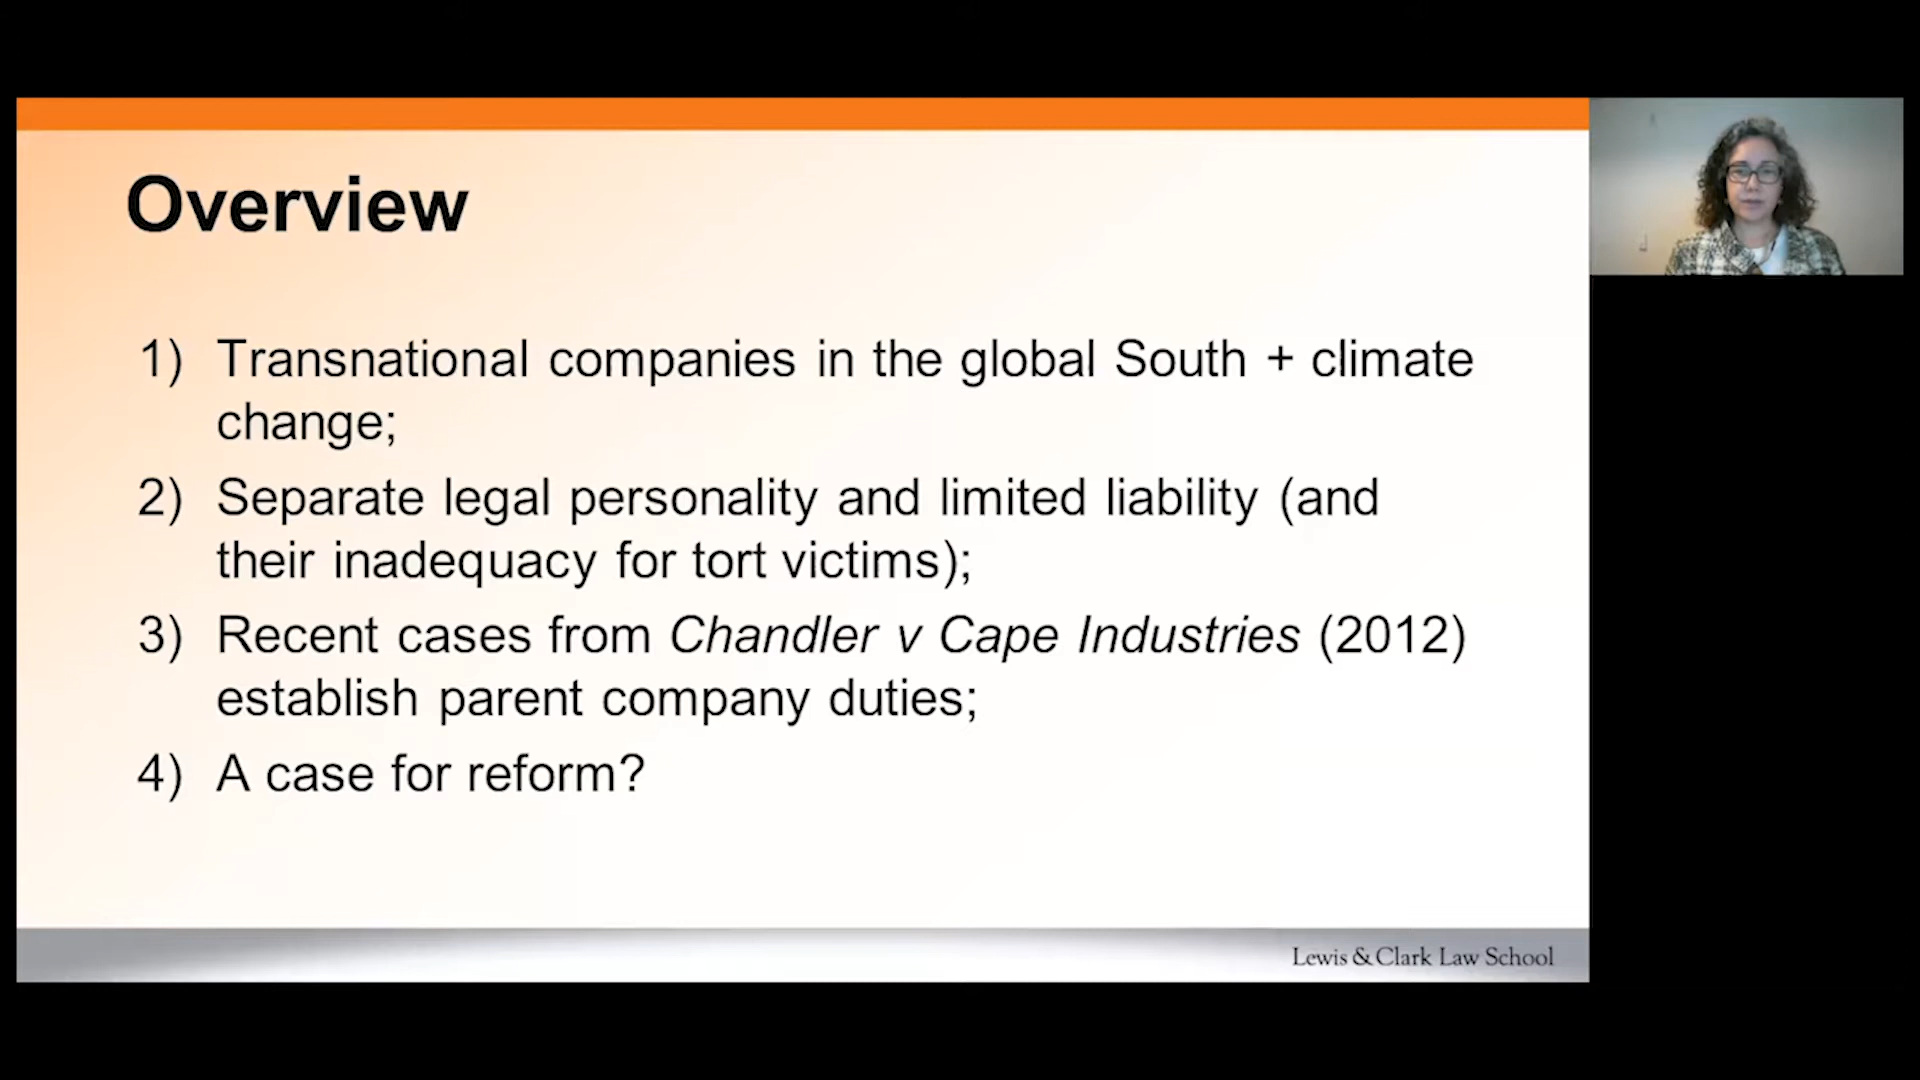 Overview
1) Transnational companies in the global South + climate
change;
2) Separate legal personality and limited liability (and
their inadequacy for tort victims);
3) Recent cases from Chandler v Cape Industries (2012)
establish parent company duties;
4) A case for reform?
Lewis & Clark Law School